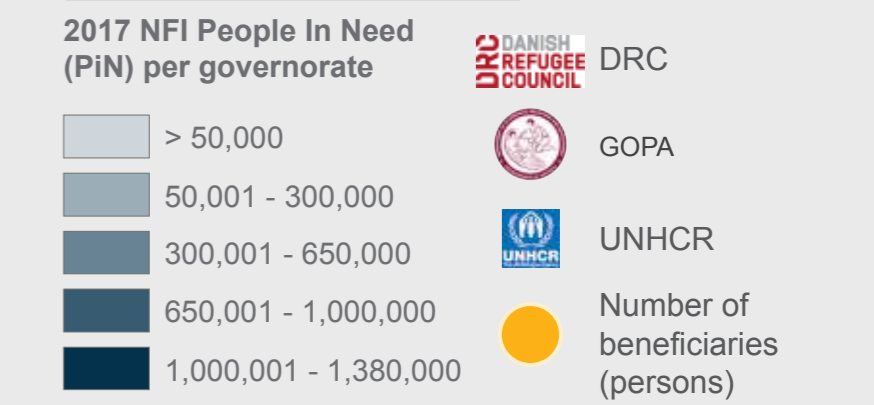 2017 NFI People In Need
(PiN) per governorate
> 50,000
50,001 - 300,000
300,001 - 650,000
650,001 - 1,000,000
1,000,001 - 1,380,000
DRC DANISH
REFUGEE
COUNCIL
DRC
GOPA
UNHCR
UNHCR
Number of
beneficiaries
(persons)